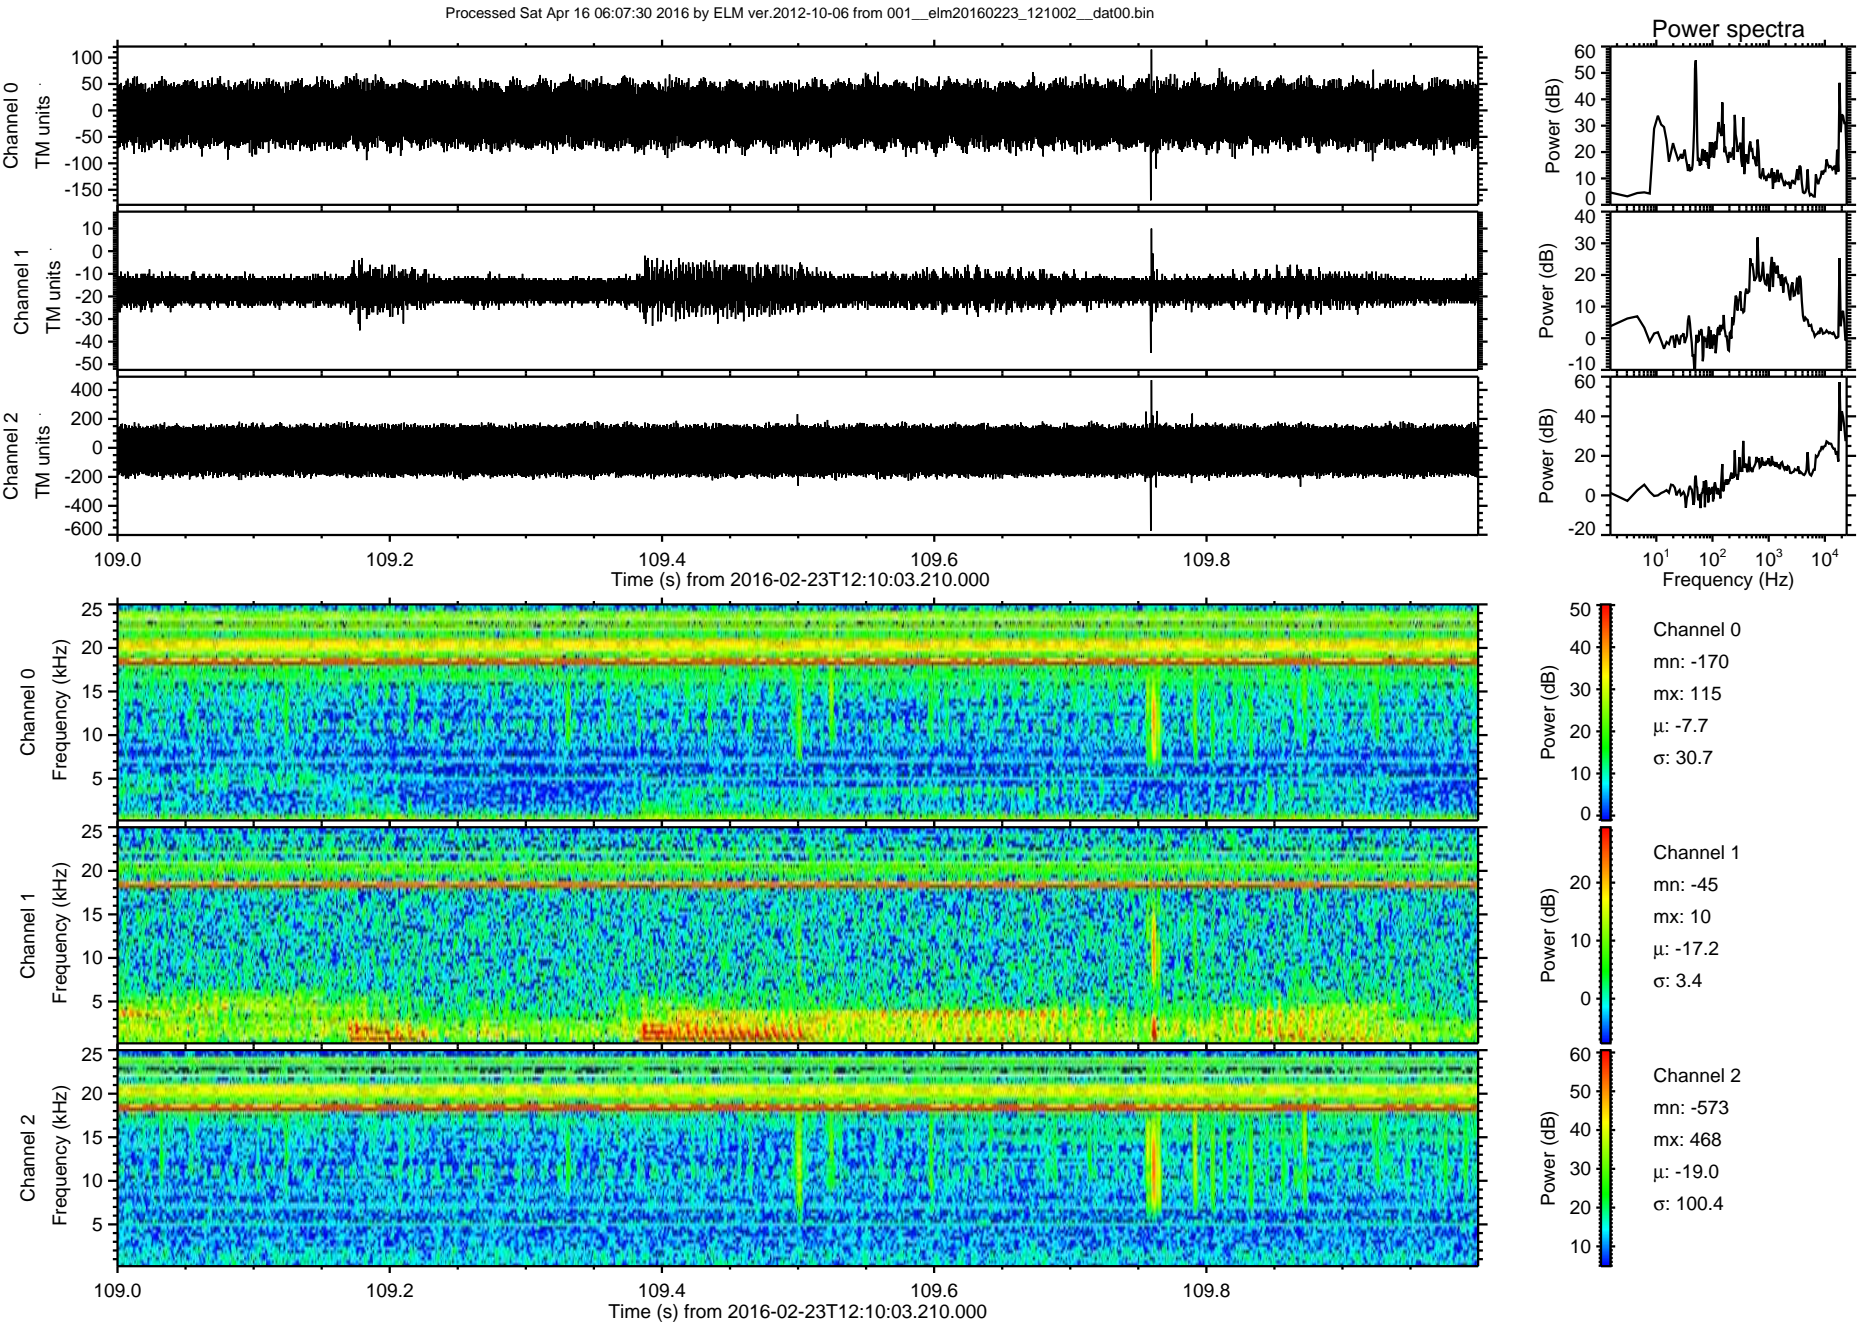 Processed Sat Apr 16 06:07:30 2016 by ELM ver.2012-10-06 from 001__elm20160223_121002__dat00.bin
Power spectra
Channel 0
TM units
100
50
0
-50
-100
-150
Power (dB)
60
50
40
30
20
10
0
Channel 1
TM units
10
0
-10
-20
-30
-40
-50
Power (dB)
40
30
20
10
0
-10
Channel 2
TM units
400
200
0
-200
-400
-600
Power (dB)
60
40
20
0
-20
109.0 109.2 109.4 109.6 109.8
Time (s) from 2016-02-23T12:10:03.210.000
10^1 10^2 10^3 10^4
Frequency (Hz)
Channel 0
Frequency (kHz)
25
20
15
10
5
Power (dB)
50
40
30
20
10
0
Channel 0
mn: -170
mx: 115
µ: -7.7
σ: 30.7
Channel 1
Frequency (kHz)
25
20
15
10
5
Power (dB)
20
10
0
Channel 1
mn: -45
mx: 10
µ: -17.2
σ: 3.4
Channel 2
Frequency (kHz)
25
20
15
10
5
Power (dB)
60
50
40
30
20
10
Channel 2
mn: -573
mx: 468
µ: -19.0
σ: 100.4
109.0 109.2 109.4 109.6 109.8
Time (s) from 2016-02-23T12:10:03.210.000